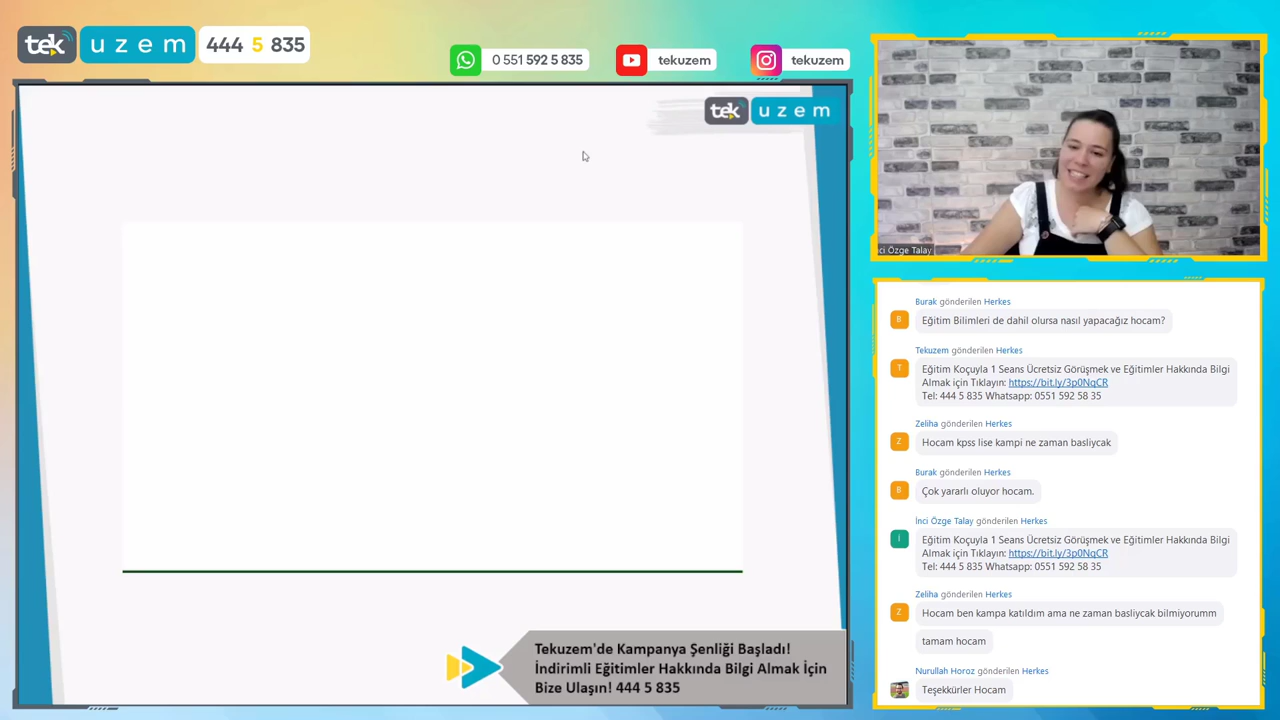 tek uzem 444 5 835
0 551 592 5 835
tekuzem
tekuzem
tek uzem
Tekuzem'de Kampanya Şenliği Başladı!
İndirimli Eğitimler Hakkında Bilgi Almak İçin
Bize Ulaşın! 444 5 835
ci Özge Talay
Burak gönderilen Herkes
B
Eğitim Bilimleri de dahil olursa nasıl yapacağız hocam?
Tekuzem gönderilen Herkes
T
Eğitim Koçuyla 1 Seans Ücretsiz Görüşmek ve Eğitimler Hakkında Bilgi
Almak için Tıklayın: https://bit.ly/3p0NqCR
Tel: 444 5 835 Whatsapp: 0551 592 58 35
Zeliha gönderilen Herkes
Z
Hocam kpss lise kampi ne zaman basliycak
Burak gönderilen Herkes
B
Çok yararlı oluyor hocam.
İnci Özge Talay gönderilen Herkes
İ
Eğitim Koçuyla 1 Seans Ücretsiz Görüşmek ve Eğitimler Hakkında Bilgi
Almak için Tıklayın: https://bit.ly/3p0NqCR
Tel: 444 5 835 Whatsapp: 0551 592 58 35
Zeliha gönderilen Herkes
Z
Hocam ben kampa katıldım ama ne zaman basliycak bilmiyorumm
tamam hocam
Nurullah Horoz gönderilen Herkes
Teşekkürler Hocam